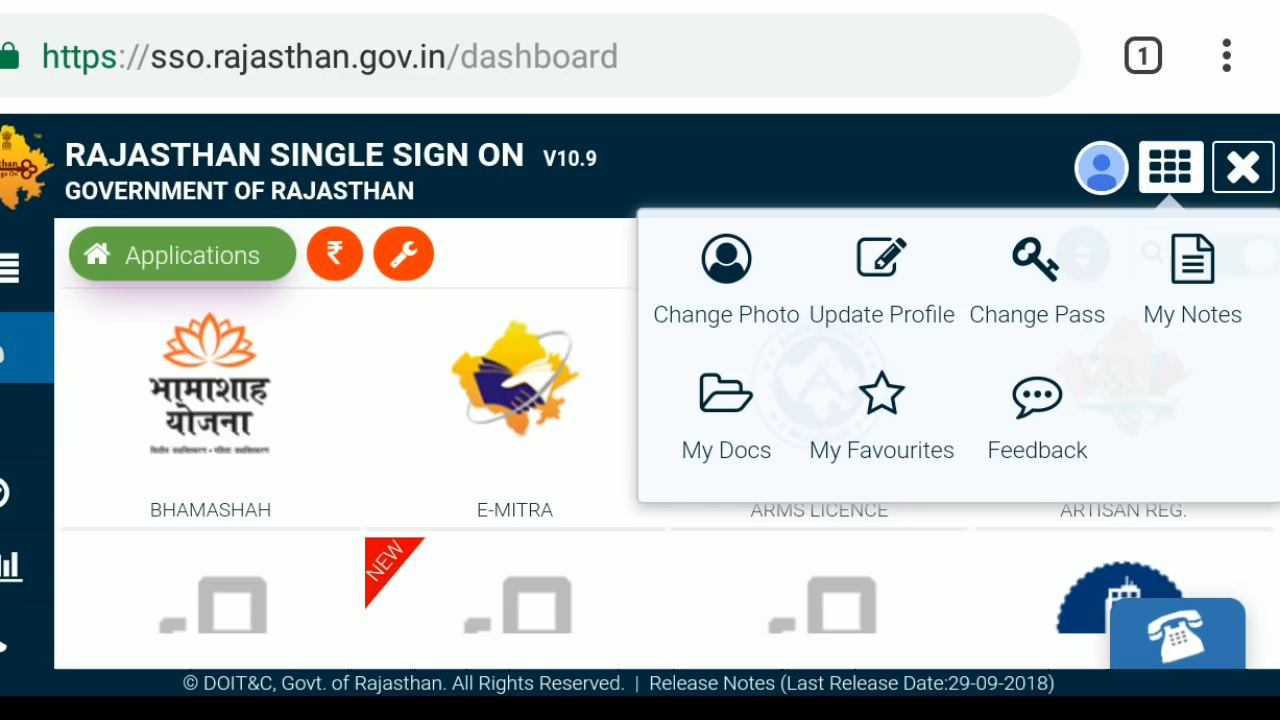 https://sso.rajasthan.gov.in/dashboard
1
RAJASTHAN SINGLE SIGN ON V10.9
GOVERNMENT OF RAJASTHAN
Applications
₹
Change Photo Update Profile Change Pass My Notes
My Docs My Favourites Feedback
भामाशाह
योजना
BHAMASHAH E-MITRA ARMS LICENCE ARTISAN REG.
NEW
© DOIT&C, Govt. of Rajasthan. All Rights Reserved. | Release Notes (Last Release Date:29-09-2018)